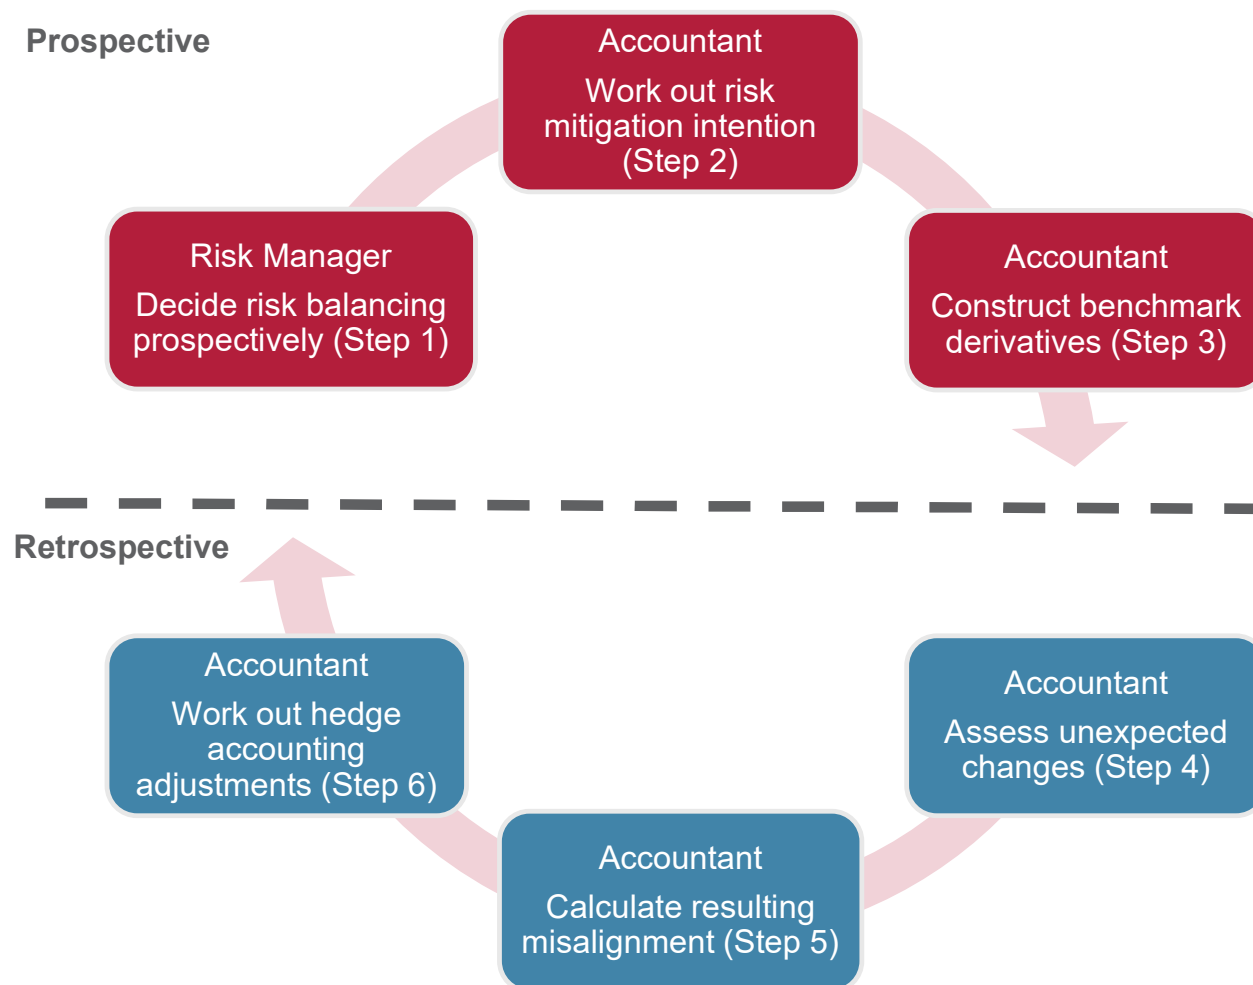 Prospective
Accountant
Work out risk
mitigation intention
(Step 2)
Risk Manager
Decide risk balancing
prospectively (Step 1)
Accountant
Construct benchmark
derivatives (Step 3)
Retrospective
Accountant
Work out hedge
accounting
adjustments (Step 6)
Accountant
Assess unexpected
changes (Step 4)
Accountant
Calculate resulting
misalignment (Step 5)